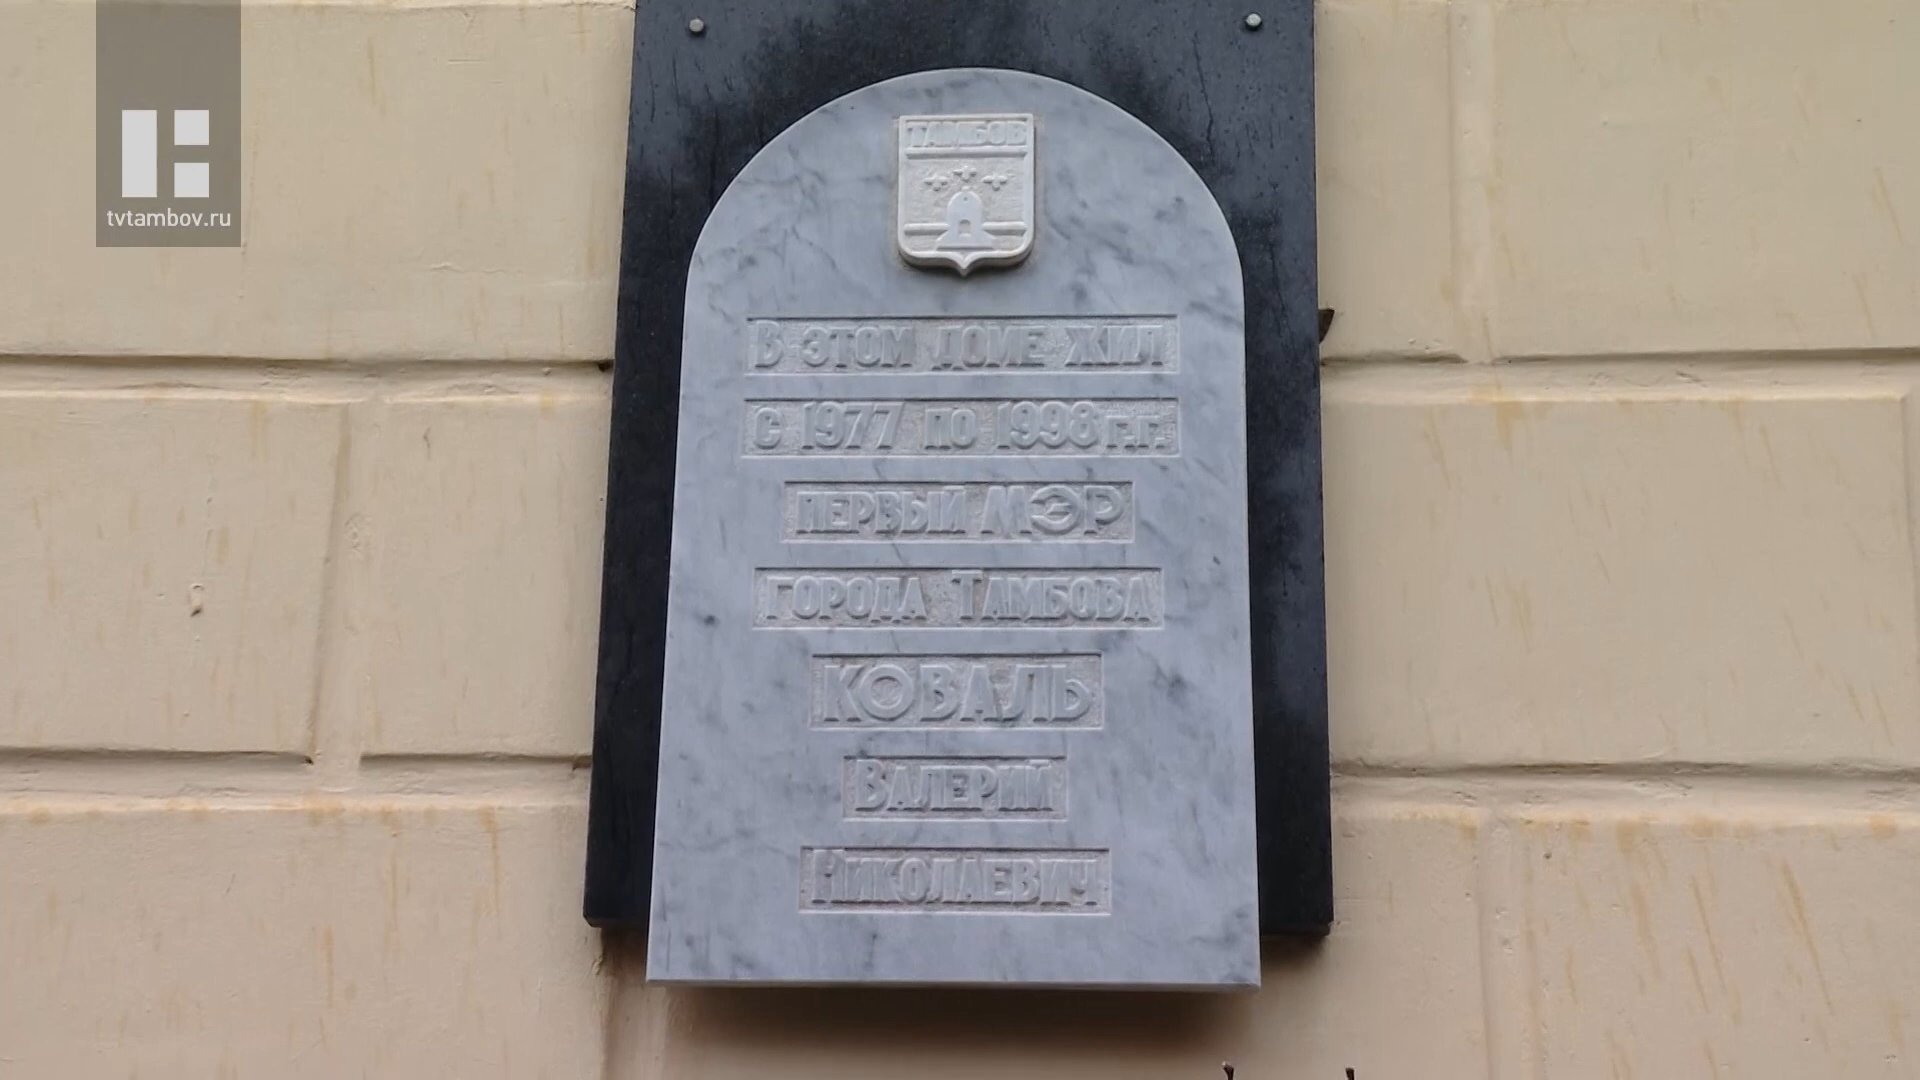 tvtambov.ru
ТАМБОВ
В ЭТОМ ДОМЕ ЖИЛ
С 1977 ПО 1998 Г.Г.
ПЕРВЫЙ МЭР
ГОРОДА ТАМБОВА
КОВАЛЬ
ВАЛЕРИЙ
НИКОЛАЕВИЧ